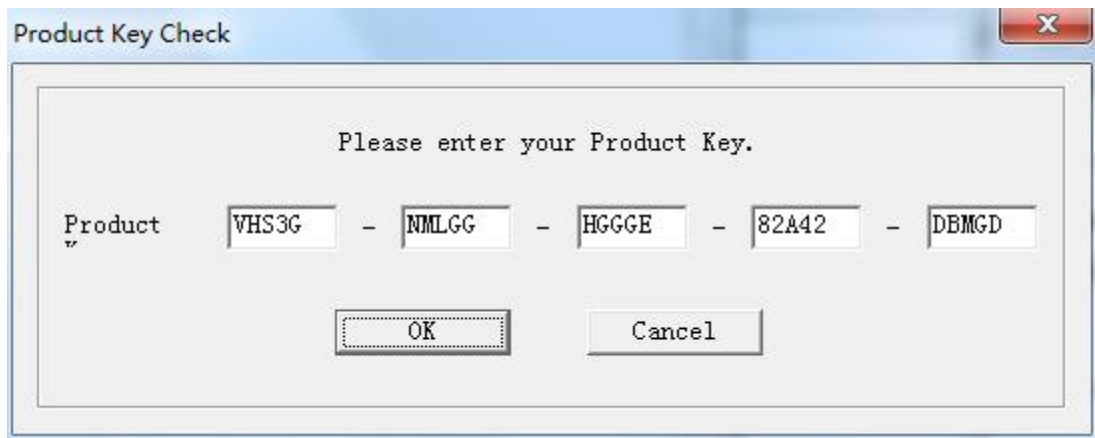 Product Key Check
Please enter your Product Key.
Product VHS3G - NMLGG - HGGGE - 82A42 - DBMGD
OK Cancel